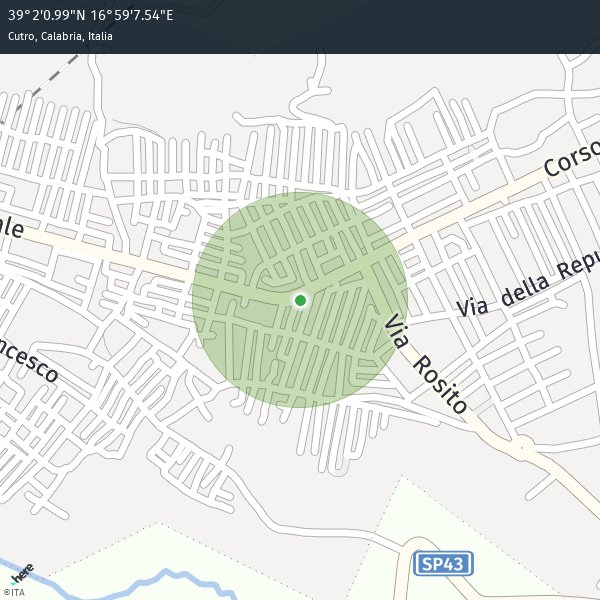 39°2'0.99"N 16°59'7.54"E
Cutro, Calabria, Italia
Corso
ale
Via della Repu
Via Rosito
ncesco
SP43
here
©ITA